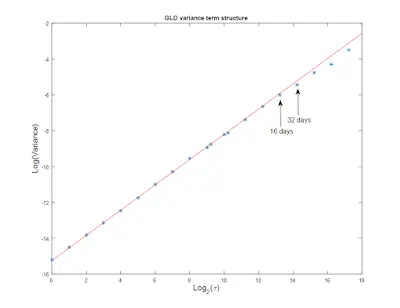 GLD variance term structure
-2
-4
-6
-8
-10
-12
-14
-16
Log(Variance)
32 days
16 days
0 2 4 6 8 10 12 14 16 18
Log2(τ)